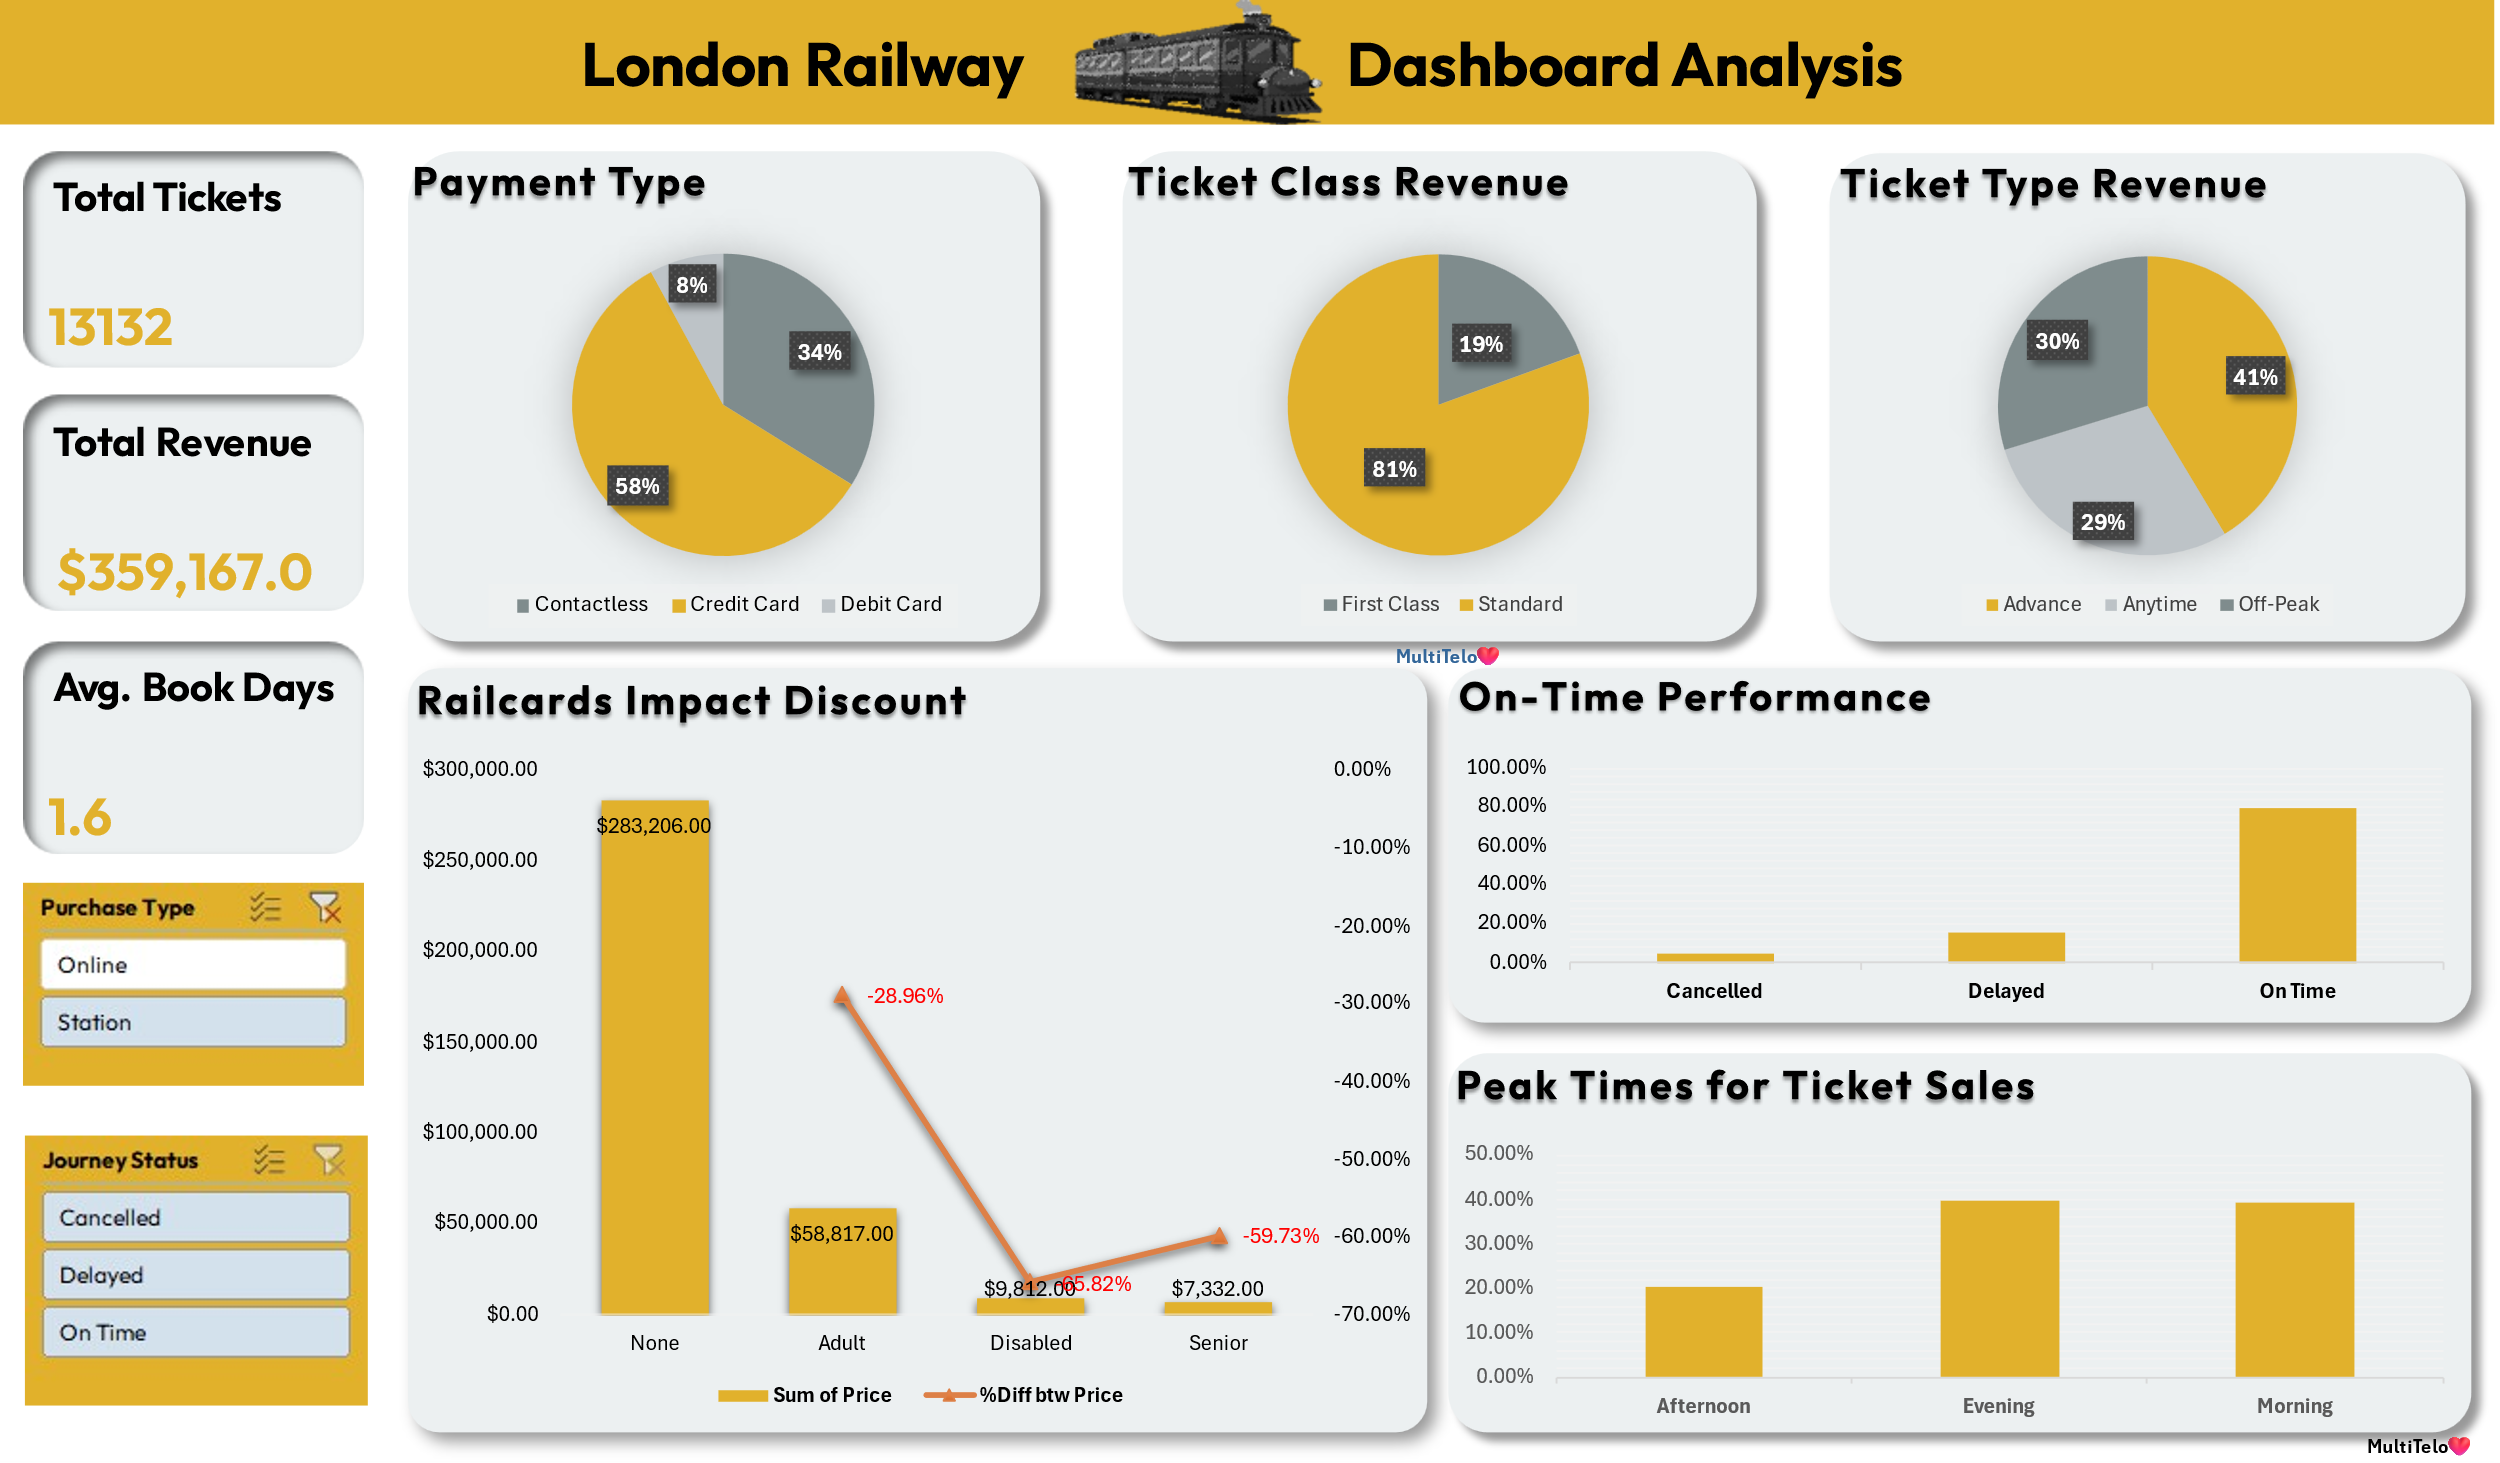 London Railway Dashboard Analysis
Total Tickets
13132
Total Revenue
$359,167.0
Avg. Book Days
1.6
Purchase Type
Online
Station
Journey Status
Cancelled
Delayed
On Time
Payment Type
8%
34%
58%
Contactless Credit Card Debit Card
Ticket Class Revenue
19%
81%
First Class Standard
Ticket Type Revenue
30%
41%
29%
Advance Anytime Off-Peak
MultiTelo
Railcards Impact Discount
$300,000.00
$250,000.00
$200,000.00
$150,000.00
$100,000.00
$50,000.00
$0.00
$283,206.00
$58,817.00
$9,812.00
$7,332.00
-28.96%
-65.82%
-59.73%
0.00%
-10.00%
-20.00%
-30.00%
-40.00%
-50.00%
-60.00%
-70.00%
None Adult Disabled Senior
Sum of Price %Diff btw Price
On-Time Performance
100.00%
80.00%
60.00%
40.00%
20.00%
0.00%
Cancelled Delayed On Time
Peak Times for Ticket Sales
50.00%
40.00%
30.00%
20.00%
10.00%
0.00%
Afternoon Evening Morning
MultiTelo